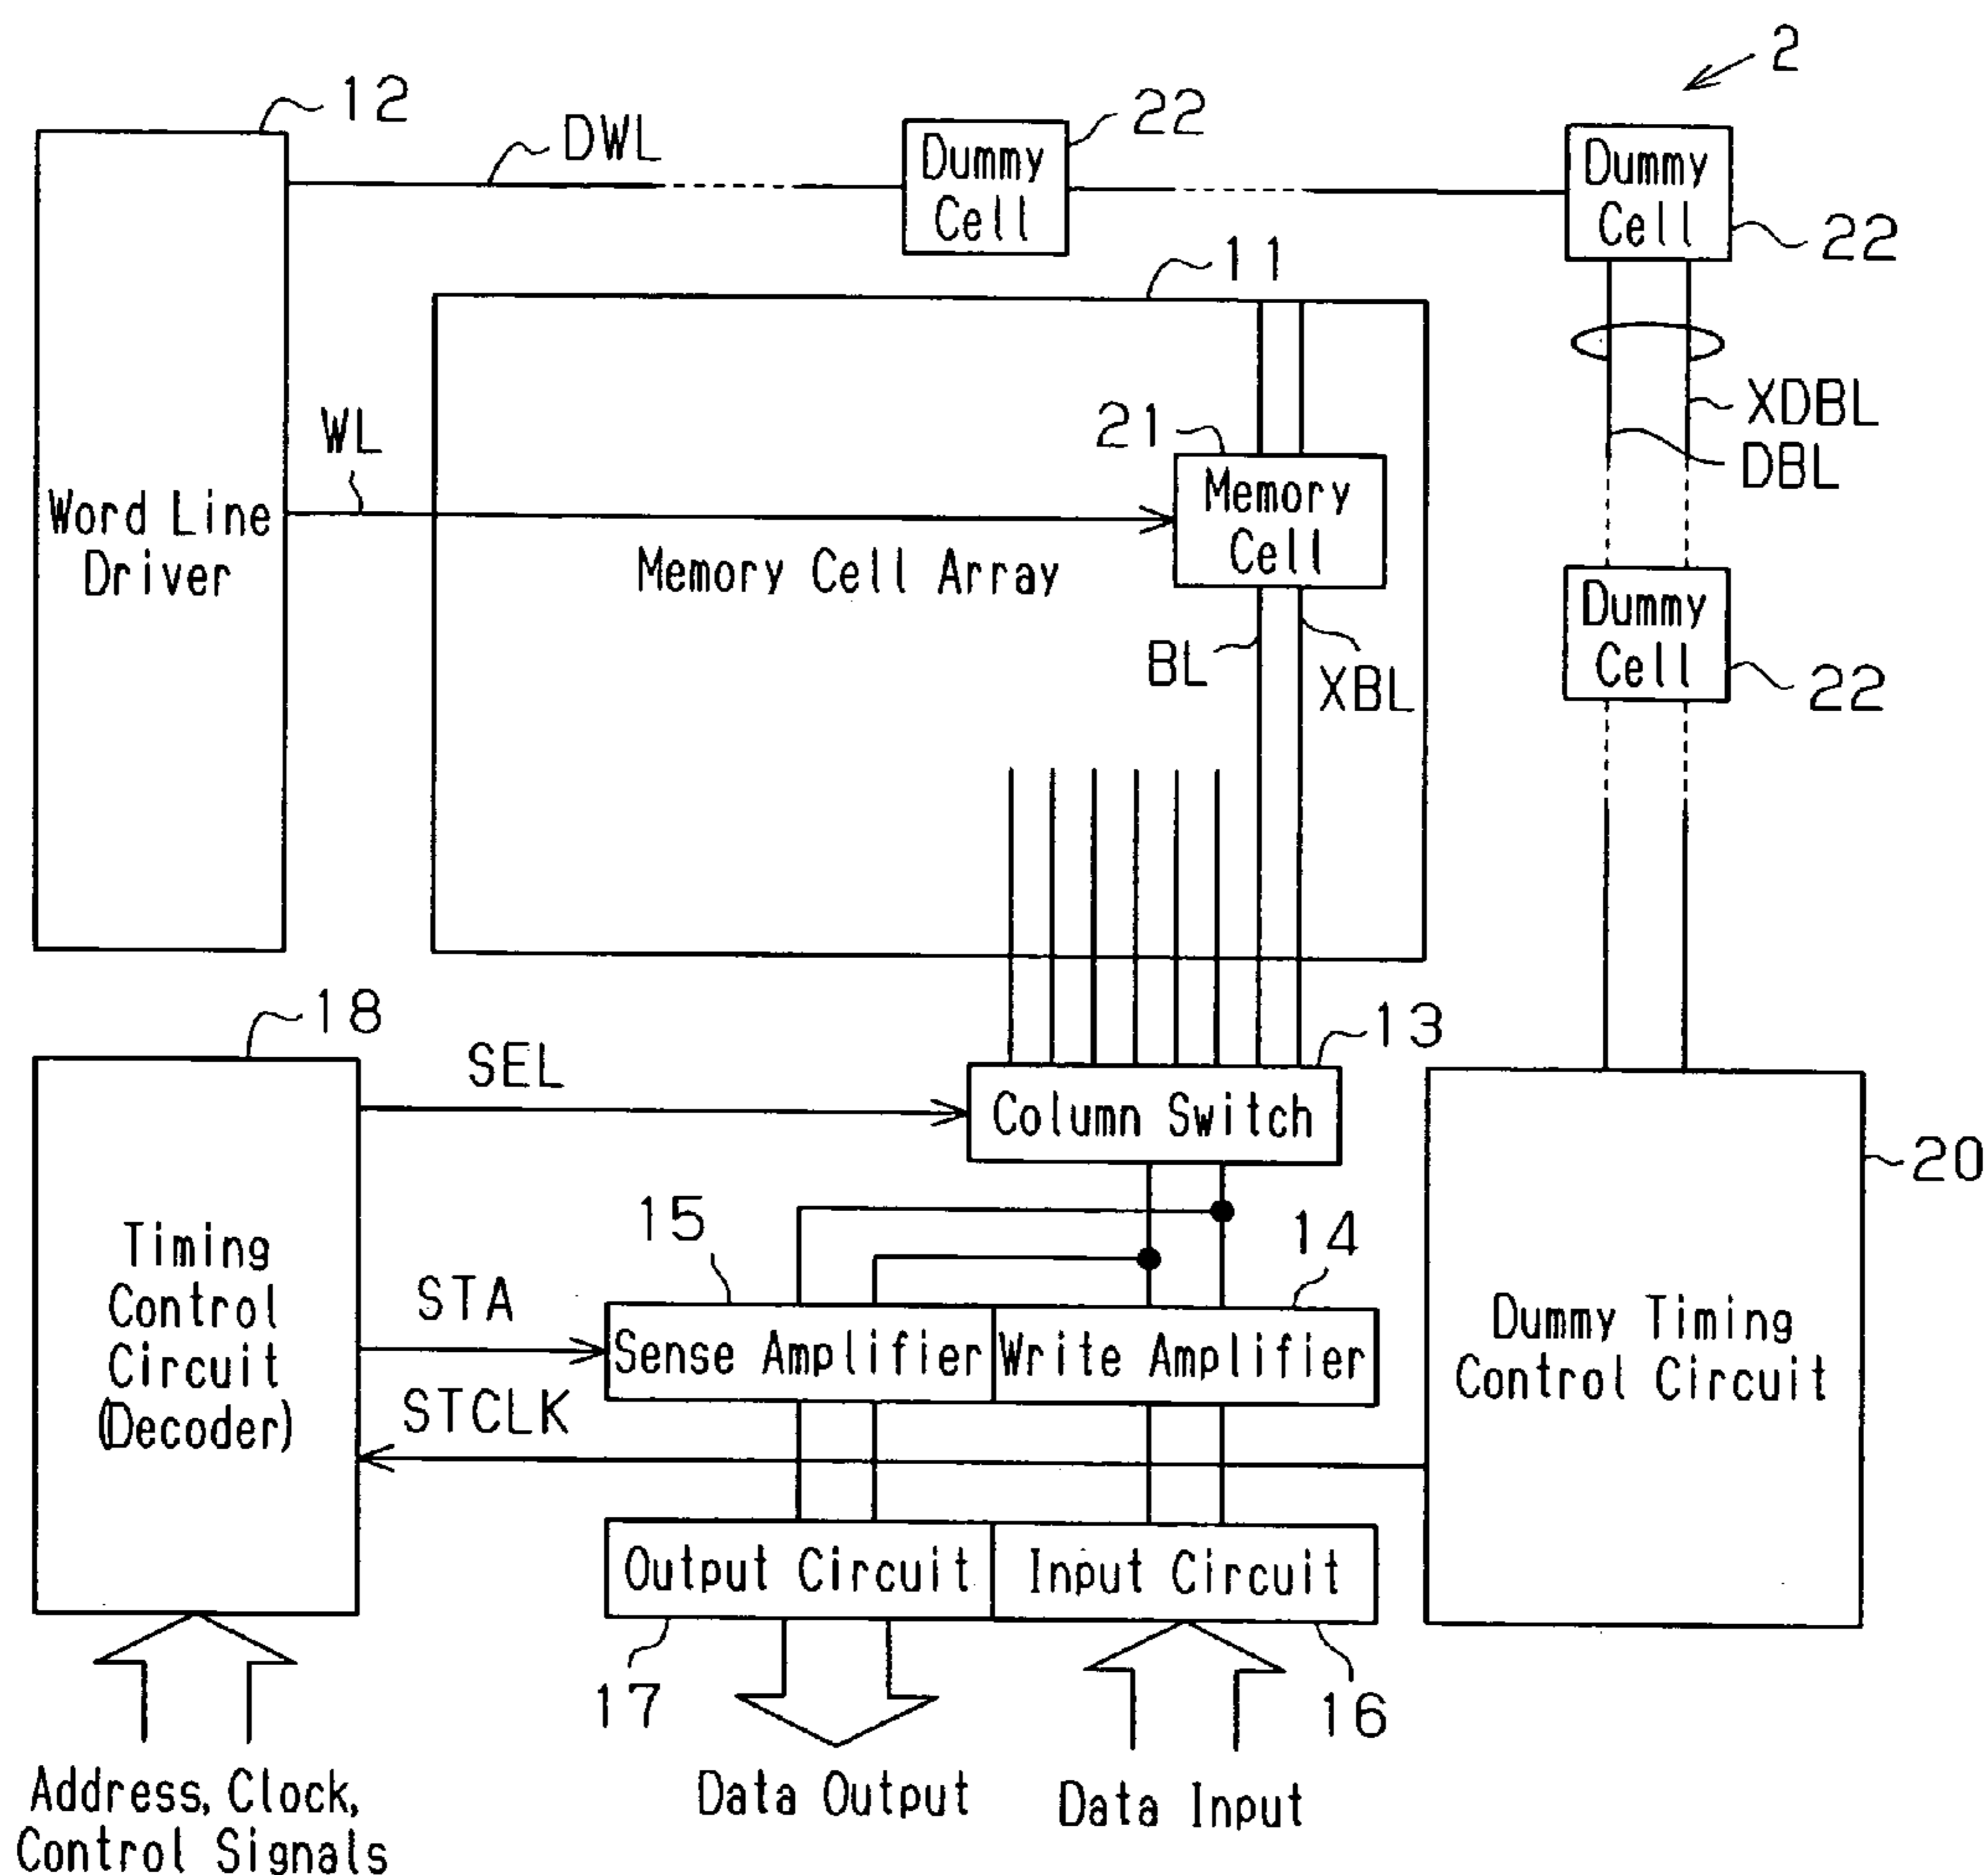 2
12
DWL
22
Dummy
Cell
Dummy
Cell
22
11
XDBL
DBL
WL
21
Memory
Cell
Word Line
Driver
Memory Cell Array
Dummy
Cell
22
BL
XBL
18
SEL
13
Column Switch
20
15
14
Timing
Control
Circuit
(Decoder)
STA
Sense Amplifier
Write Amplifier
Dummy Timing
Control Circuit
STCLK
Output Circuit
Input Circuit
17
16
Address, Clock,
Control Signals
Data Output
Data Input